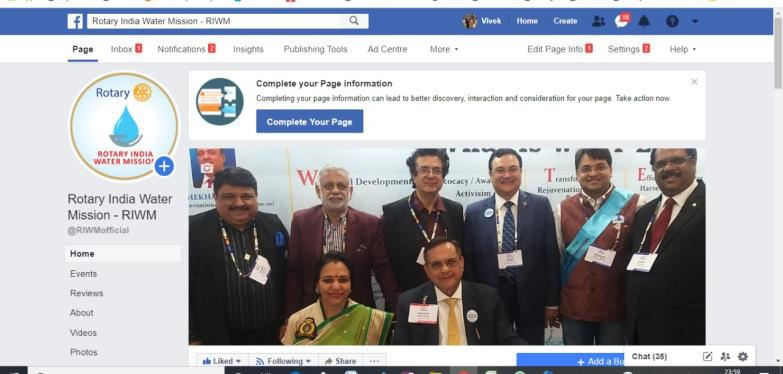 Rotary India Water Mission - RIWM
Vivek Home Create
Page Inbox 1 Notifications 2 Insights Publishing Tools Ad Centre More Edit Page Info 1 Settings 2 Help
Rotary
ROTARY INDIA
WATER MISSION
Complete your Page information
Completing your page information can lead to better discovery, interaction and consideration for your page. Take action now.
Complete Your Page
Rotary India Water
Mission - RIWM
@RIWMofficial
Home
Events
Reviews
About
Videos
Photos
MEKHA
W
Development
ocacy / Awa
Activisim
Transfo
Rejuvenation
E
Harve
Liked Following Share ...
+ Add a Bu
Chat (35)
23:59